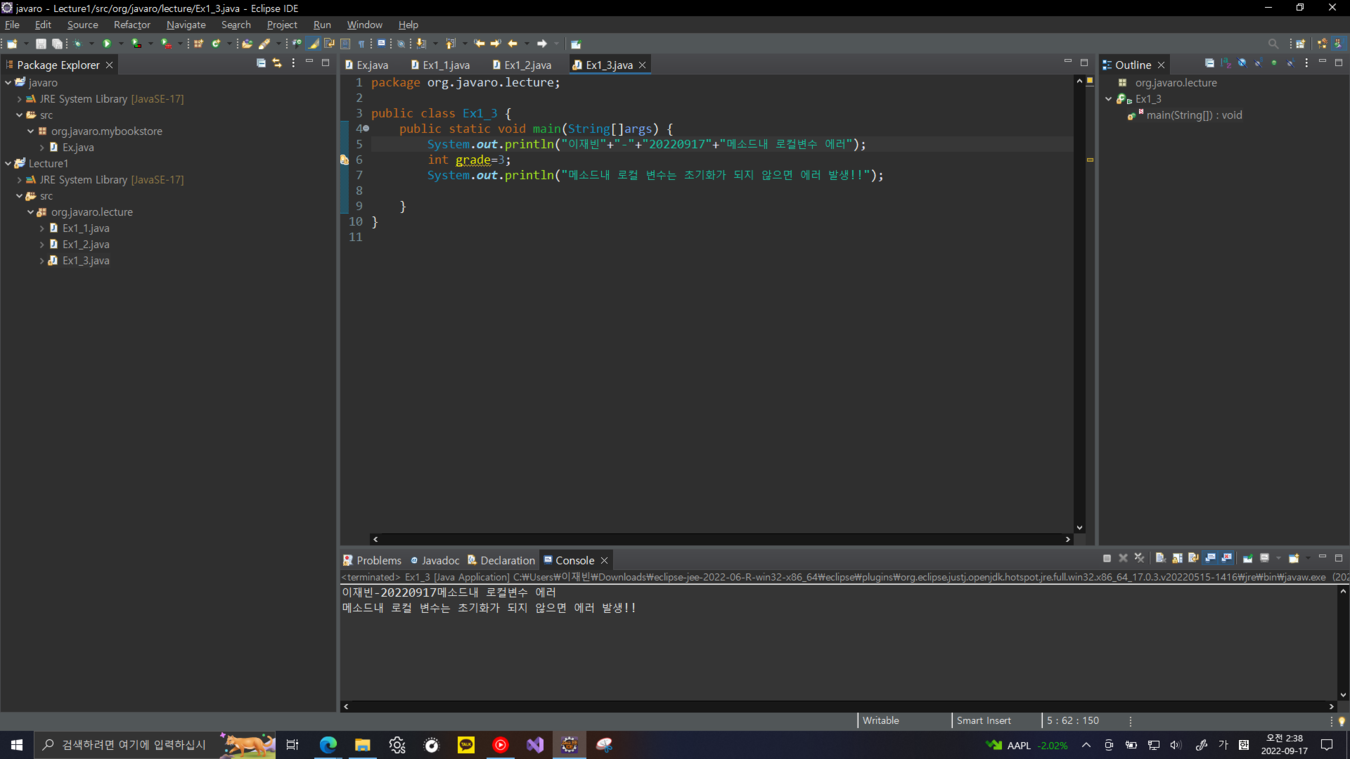 javaro - Lecture1/src/org/javaro/lecture/Ex1_3.java - Eclipse IDE
File Edit Source Refactor Navigate Search Project Run Window Help
Package Explorer
javaro
JRE System Library [JavaSE-17]
src
org.javaro.mybookstore
Ex.java
Lecture1
JRE System Library [JavaSE-17]
src
org.javaro.lecture
Ex1_1.java
Ex1_2.java
Ex1_3.java
Ex.java Ex1_1.java Ex1_2.java Ex1_3.java
1 package org.javaro.lecture;
2
3 public class Ex1_3 {
4 public static void main(String[]args) {
5 System.out.println("이재빈"+"-"+"20220917"+"메소드내 로컬변수 에러");
6 int grade=3;
7 System.out.println("메소드내 로컬 변수는 초기화가 되지 않으면 에러 발생!!");
8
9 }
10 }
11
Outline
org.javaro.lecture
Ex1_3
main(String[]) : void
Problems Javadoc Declaration Console
<terminated> Ex1_3 [Java Application] C:₩Users₩이재빈₩Downloads₩eclipse-jee-2022-06-R-win32-x86_64₩eclipse₩plugins₩org.eclipse.justj.openjdk.hotspot.jre.full.win32.x86_64_17.0.3.v20220515-1416₩jre₩bin₩javaw.exe (202
이재빈-20220917메소드내 로컬변수 에러
메소드내 로컬 변수는 초기화가 되지 않으면 에러 발생!!
Writable Smart Insert 5 : 62 : 150
검색하려면 여기에 입력하십시
TALK
AAPL -2.02% 가 한 오전 2:38
2022-09-17